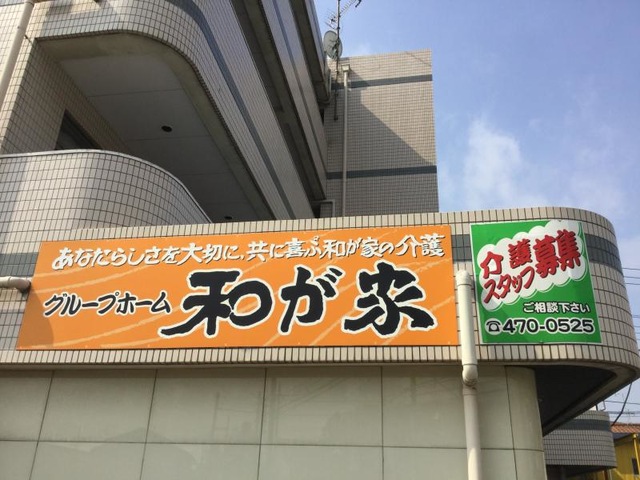 あなたらしさを大切に、共に喜ぶ和が家の介護
グループホーム 和が家
介護
スタッフ募集
ご相談下さい
☎470-0525